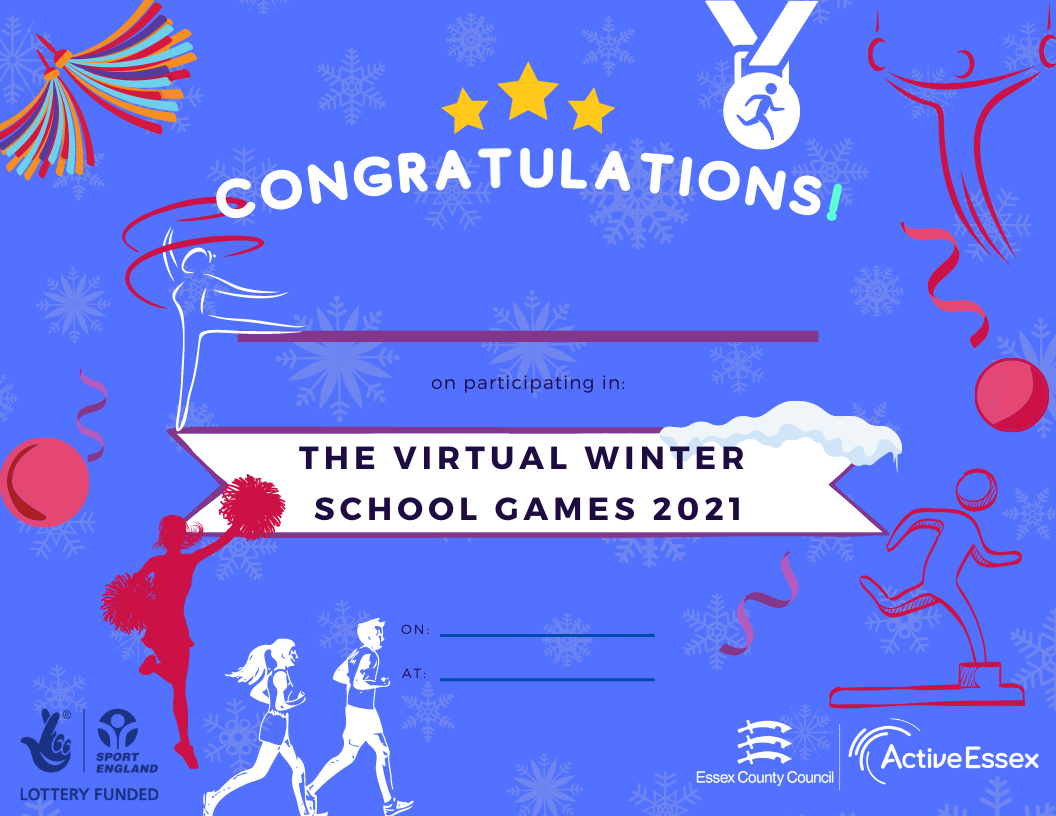 CONGRATULATIONS!
on participating in:
THE VIRTUAL WINTER
SCHOOL GAMES 2021
ON:
AT:
®
SPORT
ENGLAND
LOTTERY FUNDED
Essex County Council
ActiveEssex